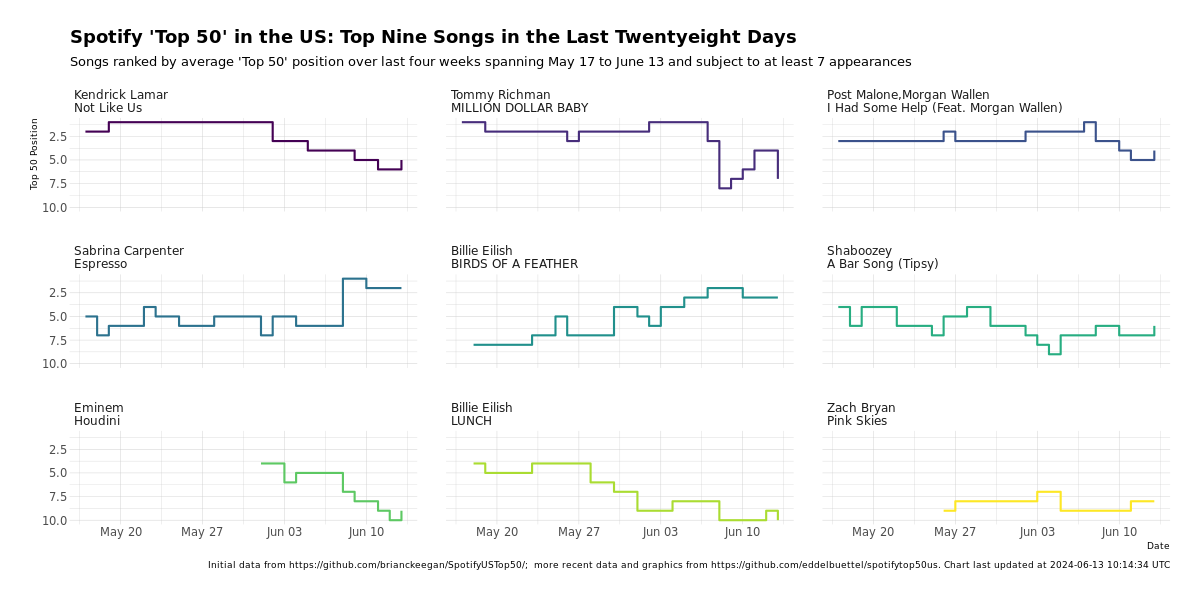 Spotify 'Top 50' in the US: Top Nine Songs in the Last Twentyeight Days
Songs ranked by average 'Top 50' position over last four weeks spanning May 17 to June 13 and subject to at least 7 appearances
Kendrick Lamar
Not Like Us
Tommy Richman
MILLION DOLLAR BABY
Post Malone,Morgan Wallen
I Had Some Help (Feat. Morgan Wallen)
Top 50 Position
2.5
5.0
7.5
10.0
Sabrina Carpenter
Espresso
Billie Eilish
BIRDS OF A FEATHER
Shaboozey
A Bar Song (Tipsy)
2.5
5.0
7.5
10.0
Eminem
Houdini
Billie Eilish
LUNCH
Zach Bryan
Pink Skies
2.5
5.0
7.5
10.0
May 20 May 27 Jun 03 Jun 10 May 20 May 27 Jun 03 Jun 10 May 20 May 27 Jun 03 Jun 10
Date
Initial data from https://github.com/brianckeegan/SpotifyUSTop50/;  more recent data and graphics from https://github.com/eddelbuettel/spotifytop50us. Chart last updated at 2024-06-13 10:14:34 UTC